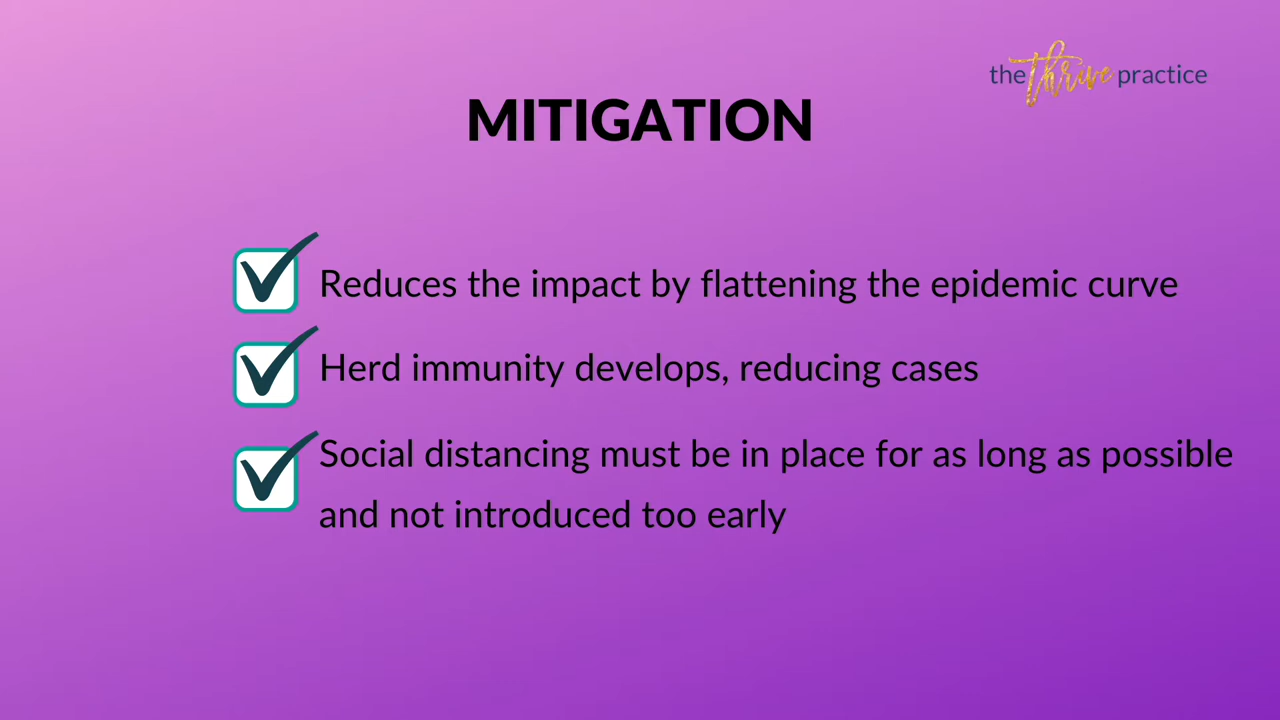 the thrive practice
MITIGATION
Reduces the impact by flattening the epidemic curve
Herd immunity develops, reducing cases
Social distancing must be in place for as long as possible
and not introduced too early